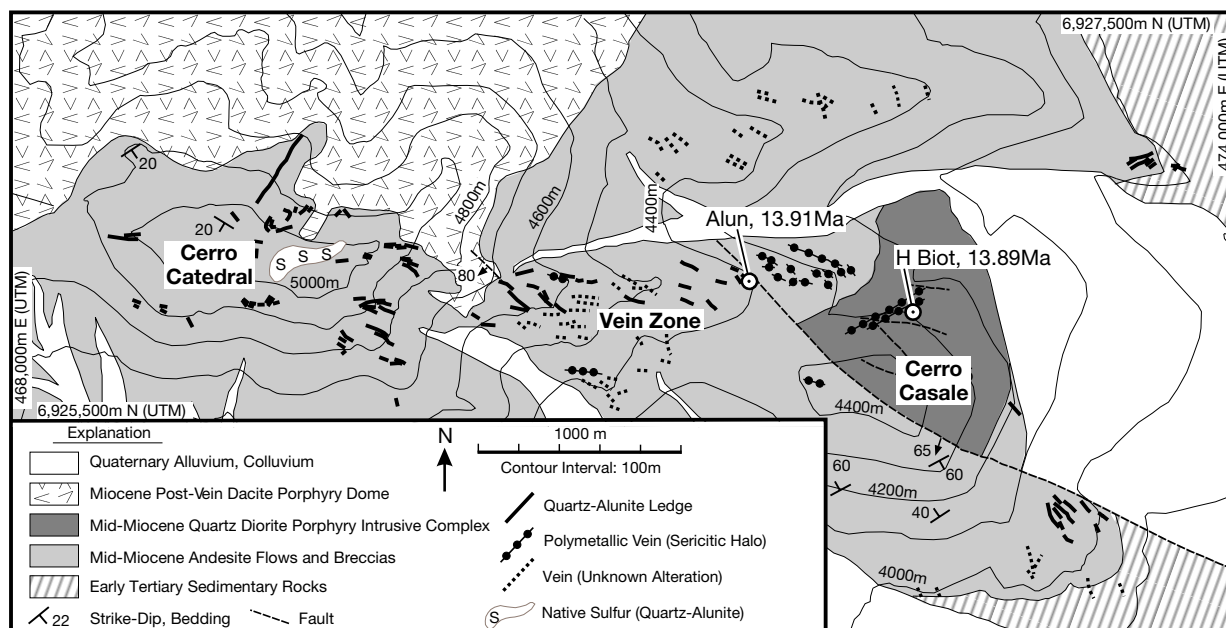 6,927,500m N (UTM)
474,000m E (UTM)
20
4800m
4600m
4400m
Alun, 13.91Ma
20
Cerro
Catedral
S S S
5000m
80
H Biot, 13.89Ma
Vein Zone
468,000m E (UTM)
Cerro
Casale
4400m
6,925,500m N (UTM)
65
60
60
4200m
40
4000m
Explanation
Quaternary Alluvium, Colluvium
Miocene Post-Vein Dacite Porphyry Dome
Mid-Miocene Quartz Diorite Porphyry Intrusive Complex
Mid-Miocene Andesite Flows and Breccias
Early Tertiary Sedimentary Rocks
22 Strike-Dip, Bedding
Fault
N
1000 m
Contour Interval: 100m
Quartz-Alunite Ledge
Polymetallic Vein (Sericitic Halo)
Vein (Unknown Alteration)
S Native Sulfur (Quartz-Alunite)